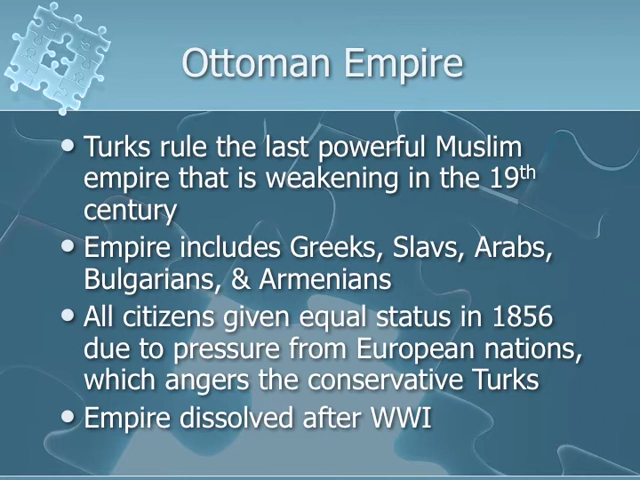 Ottoman Empire
• Turks rule the last powerful Muslim
empire that is weakening in the 19th
century
• Empire includes Greeks, Slavs, Arabs,
Bulgarians, & Armenians
• All citizens given equal status in 1856
due to pressure from European nations,
which angers the conservative Turks
• Empire dissolved after WWI